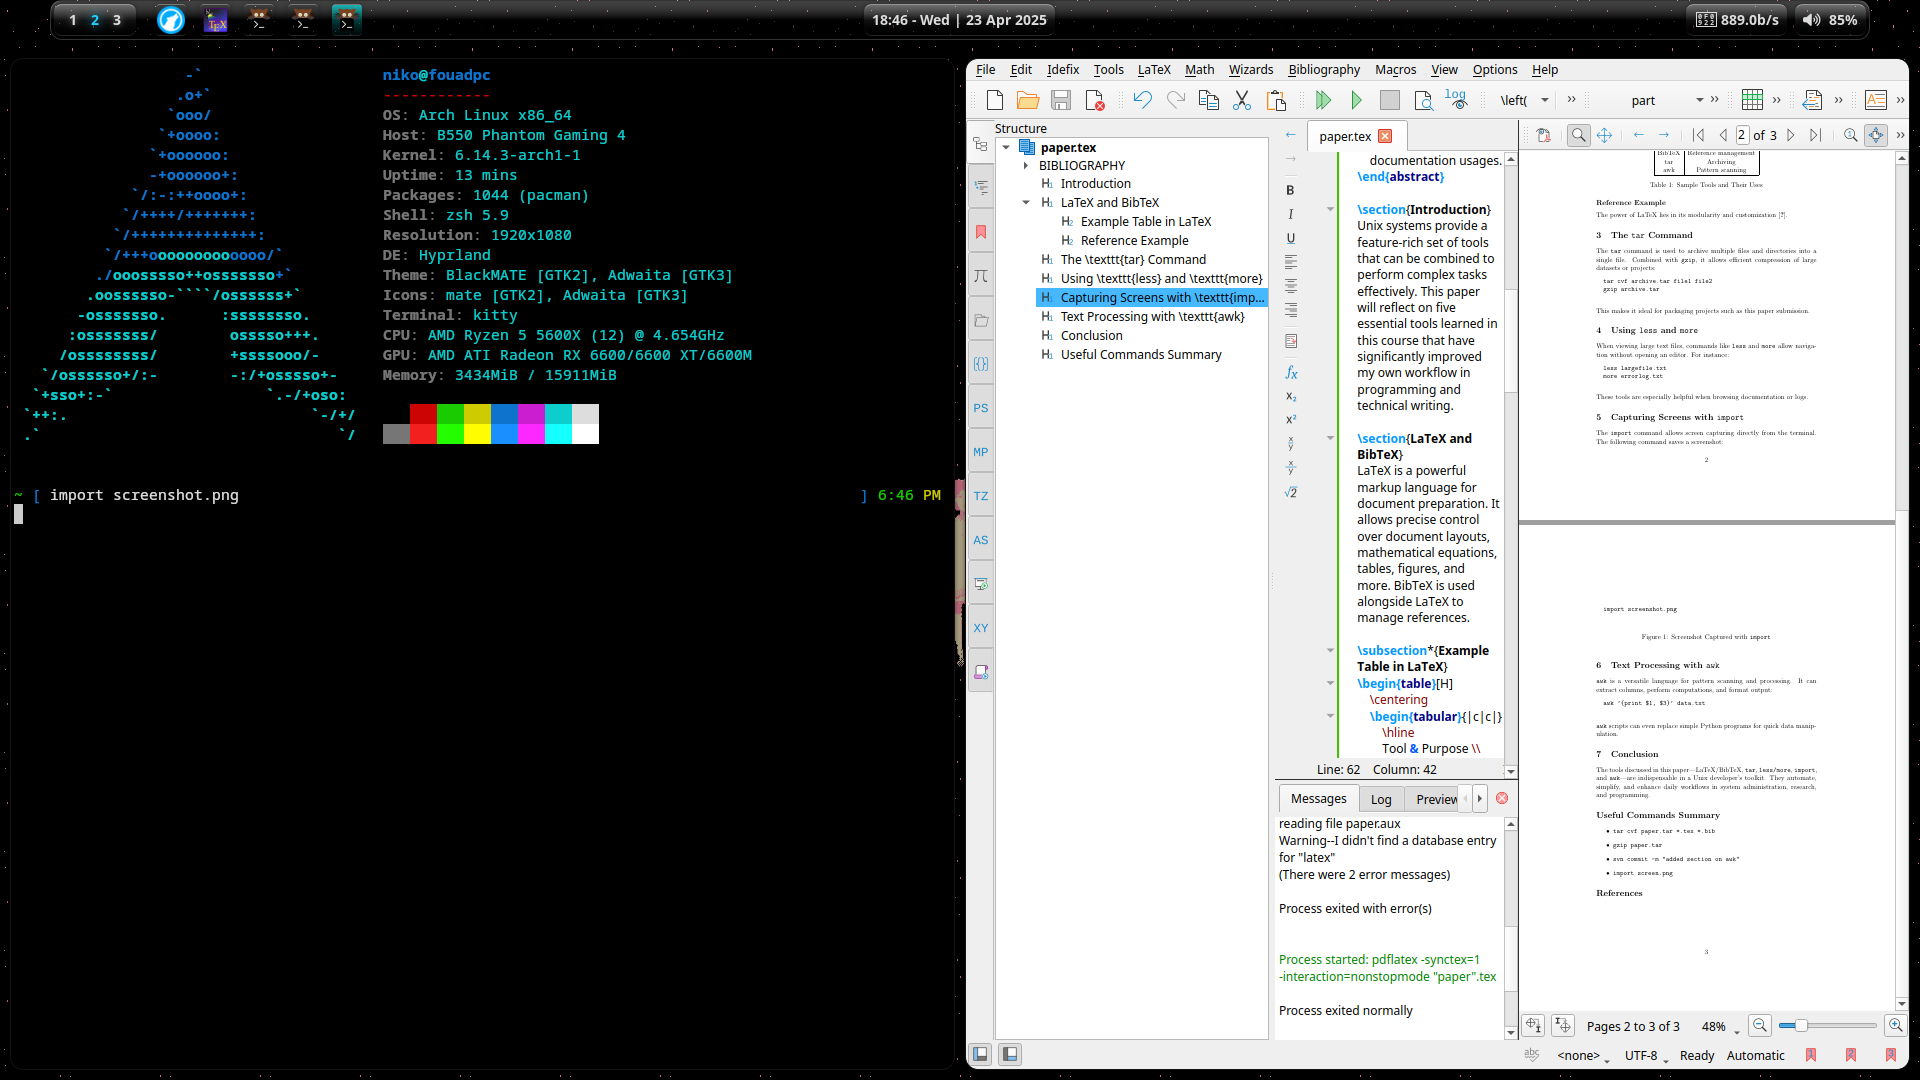 1 2 3
18:46 - Wed | 23 Apr 2025
889.0b/s
85%
niko@fouadpc
------------
OS: Arch Linux x86_64
Host: B550 Phantom Gaming 4
Kernel: 6.14.3-arch1-1
Uptime: 13 mins
Packages: 1044 (pacman)
Shell: zsh 5.9
Resolution: 1920x1080
DE: Hyprland
Theme: BlackMATE [GTK2], Adwaita [GTK3]
Icons: mate [GTK2], Adwaita [GTK3]
Terminal: kitty
CPU: AMD Ryzen 5 5600X (12) @ 4.654GHz
GPU: AMD ATI Radeon RX 6600/6600 XT/6600M
Memory: 3434MiB / 15911MiB
~ [ import screenshot.png ] 6:46 PM
File Edit Idefix Tools LaTeX Math Wizards Bibliography Macros View Options Help
log
\left(
part
Structure
paper.tex
BIBLIOGRAPHY
Introduction
LaTeX and BibTeX
Example Table in LaTeX
Reference Example
The \texttt{tar} Command
Using \texttt{less} and \texttt{more}
Capturing Screens with \texttt{imp...
Text Processing with \texttt{awk}
Conclusion
Useful Commands Summary
PS
MP
TZ
AS
XY
paper.tex
documentation usages.
\end{abstract}
\section{Introduction}
Unix systems provide a
feature-rich set of tools
that can be combined to
perform complex tasks
effectively. This paper
will reflect on five
essential tools learned in
this course that have
significantly improved
my own workflow in
programming and
technical writing.
\section{LaTeX and
BibTeX}
LaTeX is a powerful
markup language for
document preparation. It
allows precise control
over document layouts,
mathematical equations,
tables, figures, and
more. BibTeX is used
alongside LaTeX to
manage references.
\subsection*{Example
Table in LaTeX}
\begin{table}[H]
\centering
\begin{tabular}{|c|c|}
\hline
Tool & Purpose \\
Line: 62 Column: 42
Messages Log Preview
reading file paper.aux
Warning--I didn't find a database entry
for "latex"
(There were 2 error messages)
Process exited with error(s)
Process started: pdflatex -synctex=1
-interaction=nonstopmode "paper".tex
Process exited normally
2 of 3
BibTeX Reference management
tar Archiving
awk Pattern scanning
Table 1: Sample Tools and Their Uses
Reference Example
The power of LaTeX lies in its modularity and customization [?].
3 The tar Command
The tar command is used to archive multiple files and directories into a
single file. Combined with gzip, it allows efficient compression of large
datasets or projects:
tar cvf archive.tar file1 file2
gzip archive.tar
This makes it ideal for packaging projects such as this paper submission.
4 Using less and more
When viewing large text files, commands like less and more allow naviga-
tion without opening an editor. For instance:
less largefile.txt
more errorlog.txt
These tools are especially helpful when browsing documentation or logs.
5 Capturing Screens with import
The import command allows screen capturing directly from the terminal.
The following command saves a screenshot:
2
import screenshot.png
Figure 1: Screenshot Captured with import
6 Text Processing with awk
awk is a versatile language for pattern scanning and processing. It can
extract columns, perform computations, and format output:
awk '{print $1, $3}' data.txt
awk scripts can even replace simple Python programs for quick data manip-
ulation.
7 Conclusion
The tools discussed in this paper—LaTeX/BibTeX, tar, less/more, import,
and awk—are indispensable in a Unix developer's toolkit. They automate,
simplify, and enhance daily workflows in system administration, research,
and programming.
Useful Commands Summary
• tar cvf paper.tar *.tex *.bib
• gzip paper.tar
• svn commit -m "added section on awk"
• import screen.png
References
3
Pages 2 to 3 of 3 48%
<none> UTF-8 Ready Automatic